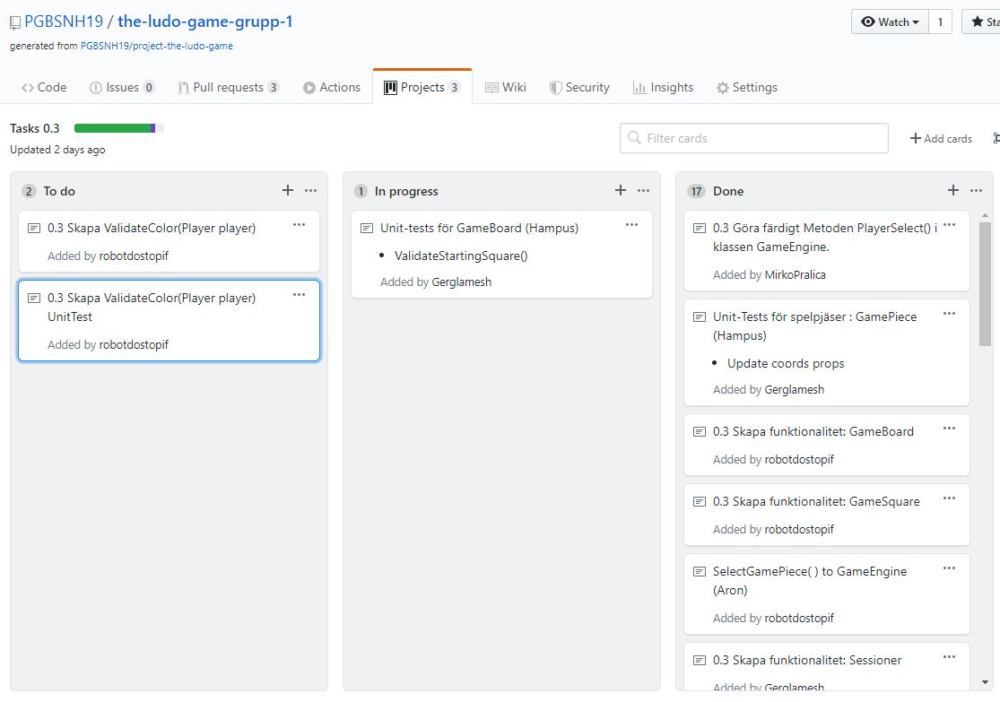 PGBSNH19 / the-ludo-game-grupp-1
Watch 1
Sta
generated from PGBSNH19/project-the-ludo-game
Code Issues 0 Pull requests 3 Actions Projects 3 Wiki Security Insights Settings
Tasks 0.3
Updated 2 days ago
Filter cards
Add cards
2 To do
0.3 Skapa ValidateColor(Player player)
Added by robotdostopif
0.3 Skapa ValidateColor(Player player)
UnitTest
Added by robotdostopif
1 In progress
Unit-tests för GameBoard (Hampus)
• ValidateStartingSquare()
Added by Gerglamesh
17 Done
0.3 Göra färdigt Metoden PlayerSelect() i
klassen GameEngine.
Added by MirkoPralica
Unit-Tests för spelpjäser : GamePiece
(Hampus)
• Update coords props
Added by Gerglamesh
0.3 Skapa funktionalitet: GameBoard
Added by robotdostopif
0.3 Skapa funktionalitet: GameSquare
Added by robotdostopif
SelectGamePiece( ) to GameEngine
(Aron)
Added by robotdostopif
0.3 Skapa funktionalitet: Sessioner
Added by Gerglamesh